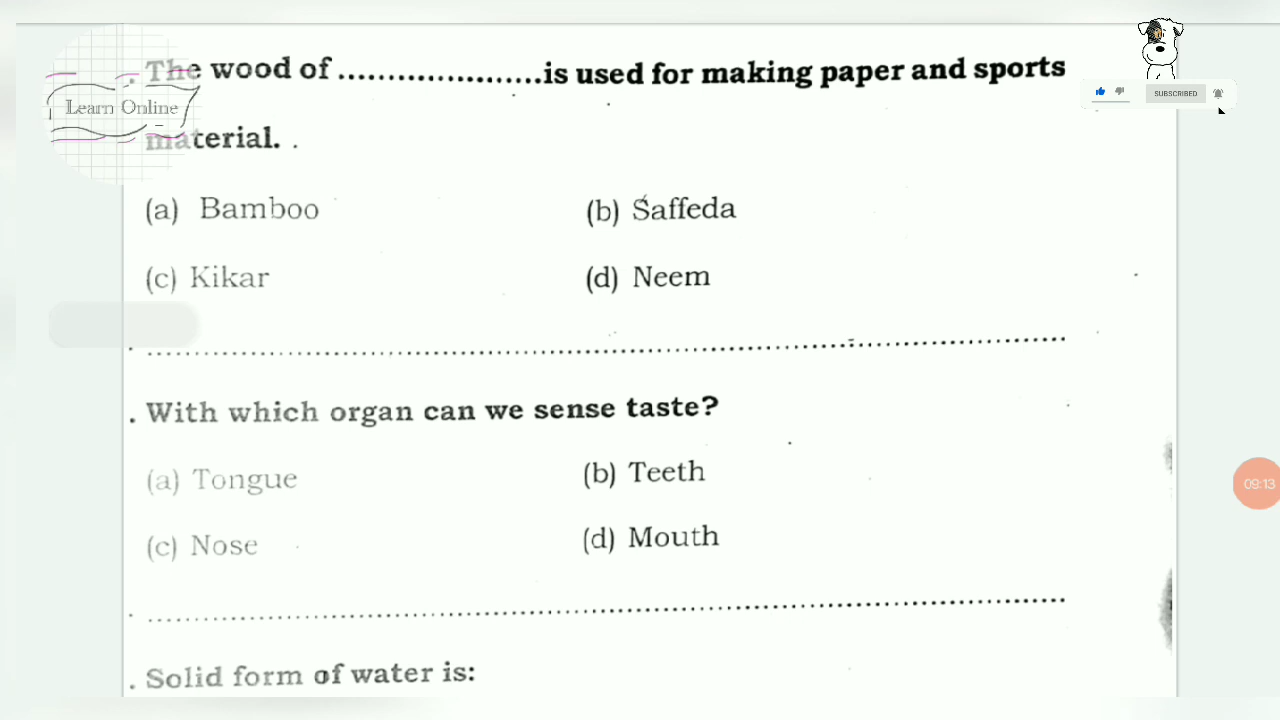 . The wood of .....................is used for making paper and sports
Learn Online
material. .
SUBSCRIBED
(a) Bamboo
(b) Saffeda
(c) Kikar
(d) Neem
. With which organ can we sense taste?
(a) Tongue
(b) Teeth
09:13
(c) Nose
(d) Mouth
. Solid form of water is: